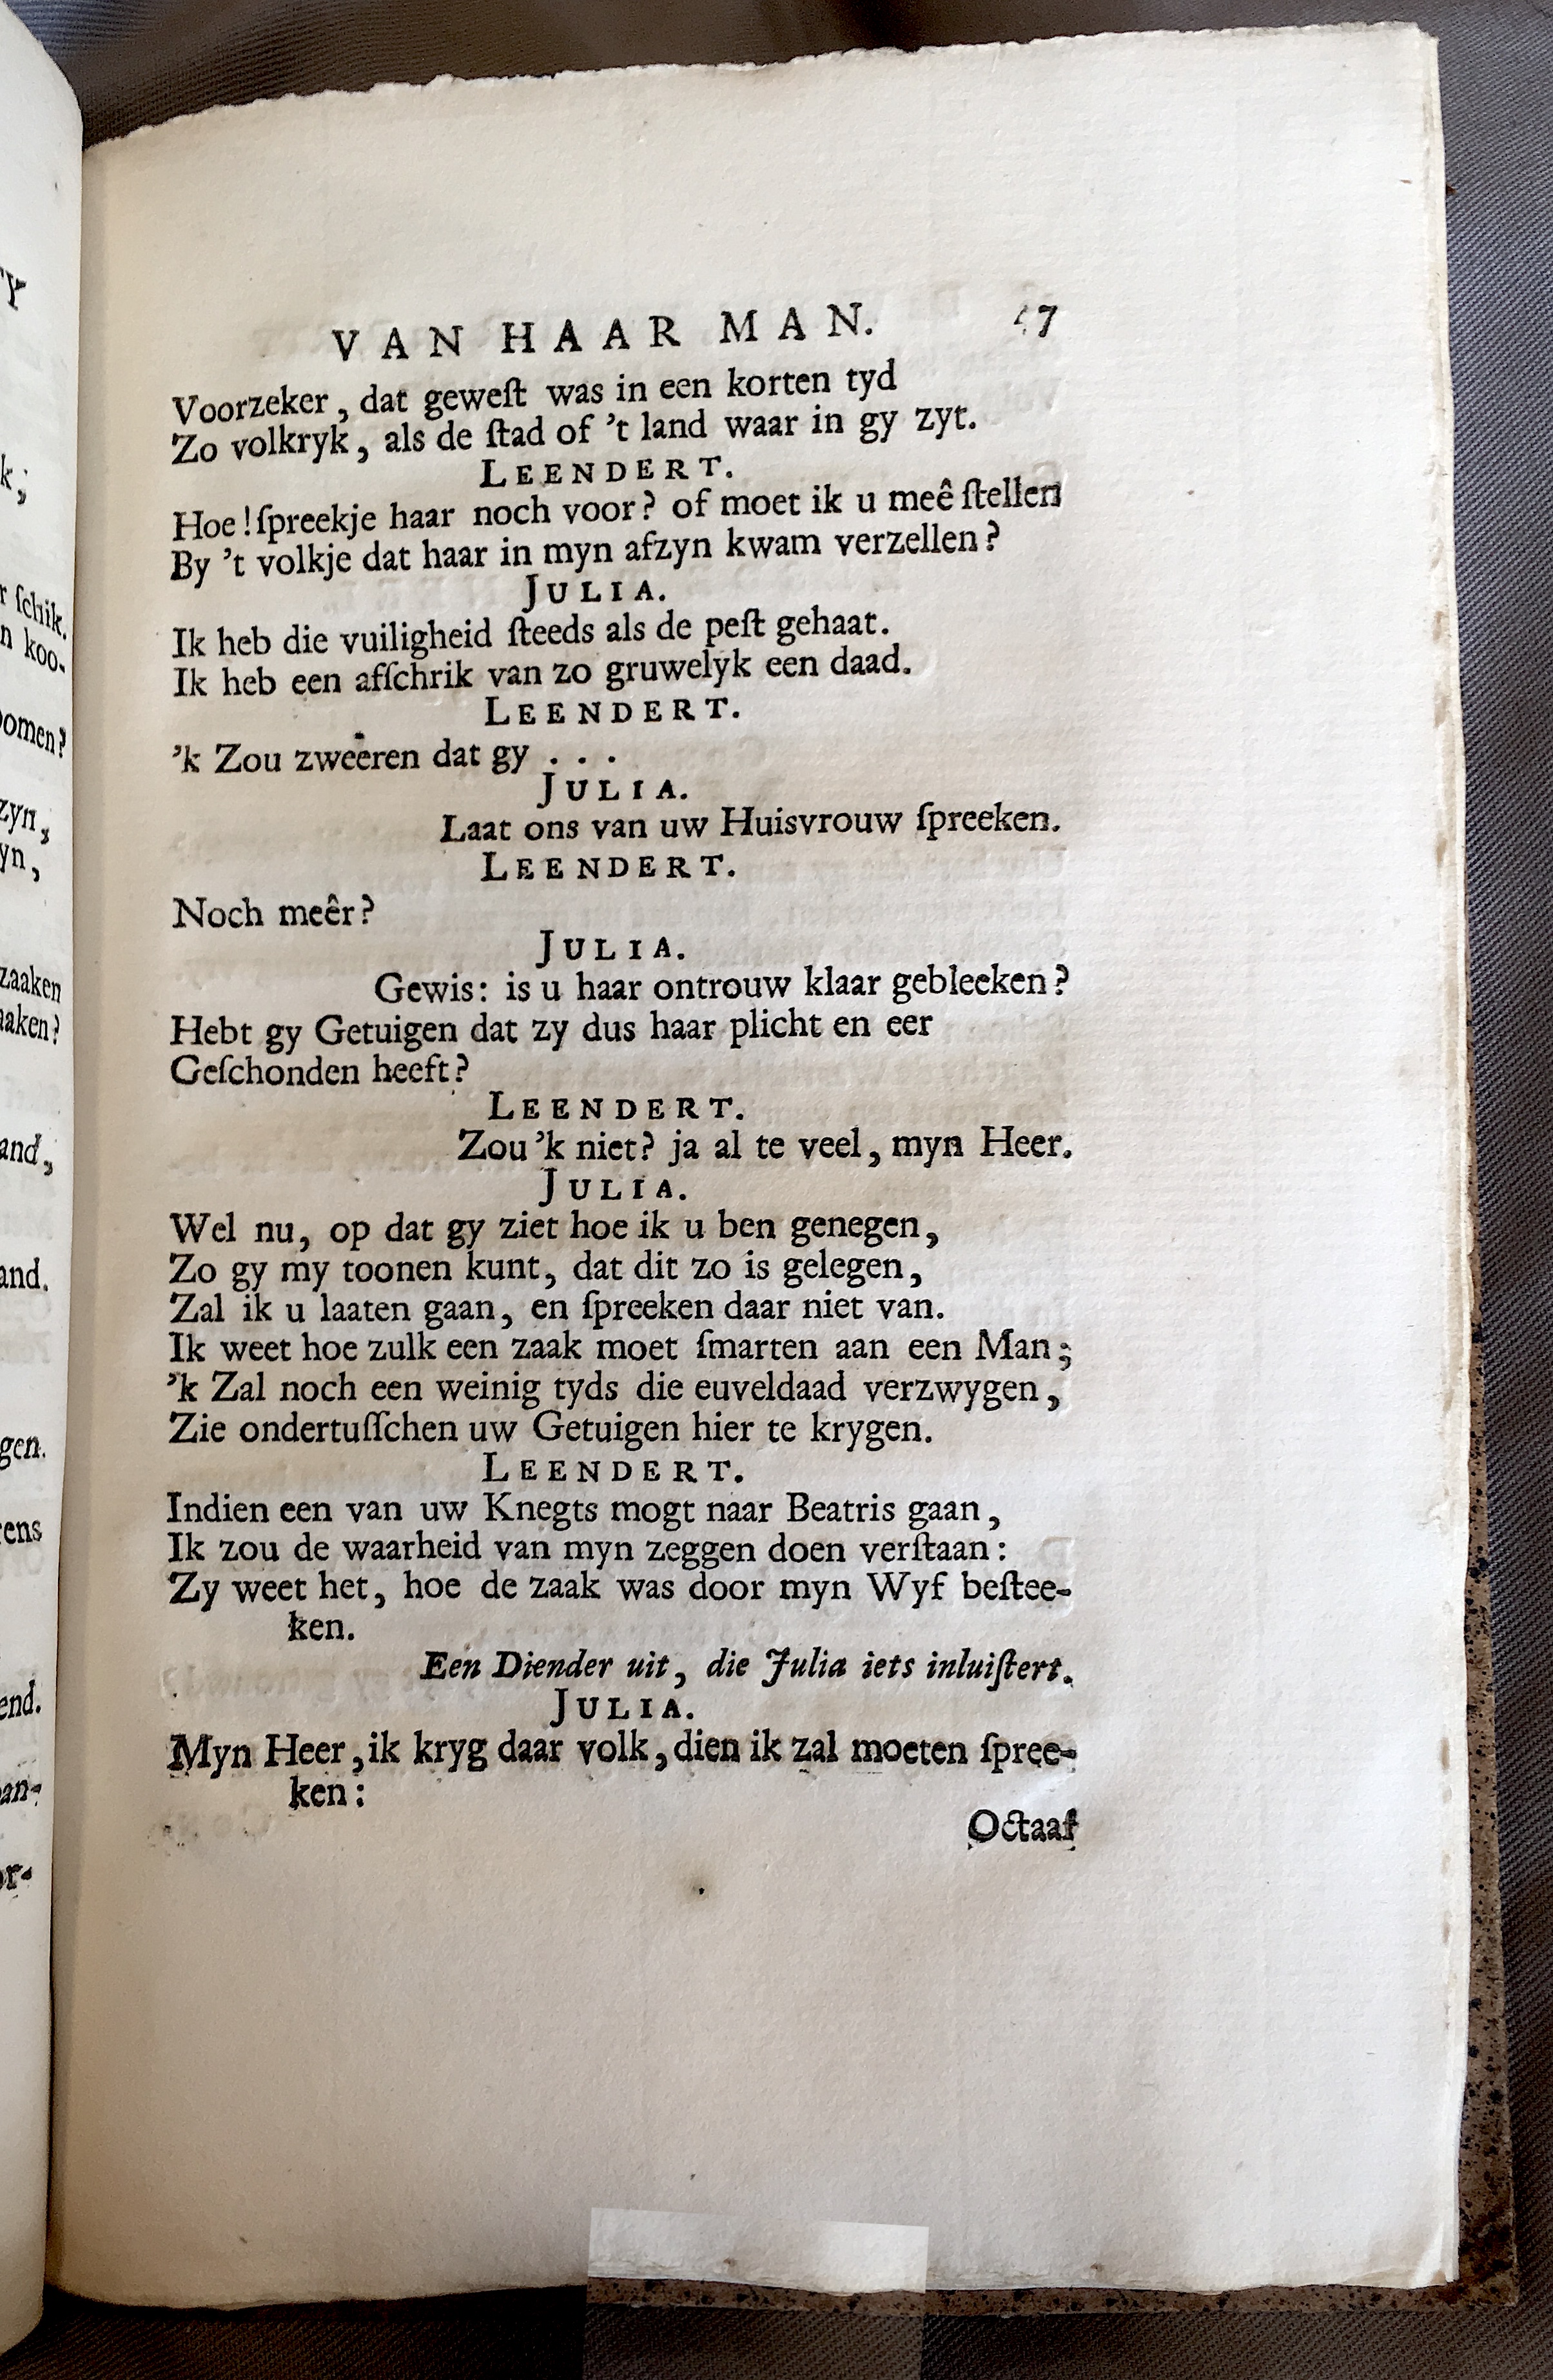 VAN HAAR MAN. 7
Voorzeker, dat geweſt was in een korten tyd
Zo volkryk, als de ſtad of 't land waar in gy zyt.
LEENDERT.
Hoe! ſpreekje haar noch voor? of moet ik u meê ſtellen
By 't volkje dat haar in myn afzyn kwam verzellen?
JULIA.
Ik heb die vuiligheid ſteeds als de peſt gehaat.
Ik heb een afſchrik van zo gruwelyk een daad.
LEENDERT.
'k Zou zweeren dat gy . . .
JULIA.
Laat ons van uw Huisvrouw ſpreeken.
LEENDERT.
Noch meêr?
JULIA.
Gewis: is u haar ontrouw klaar gebleeken?
Hebt gy Getuigen dat zy dus haar plicht en eer
Geſchonden heeft?
LEENDERT.
Zou 'k niet? ja al te veel, myn Heer.
JULIA.
Wel nu, op dat gy ziet hoe ik u ben genegen,
Zo gy my toonen kunt, dat dit zo is gelegen,
Zal ik u laaten gaan, en ſpreeken daar niet van.
Ik weet hoe zulk een zaak moet ſmarten aan een Man;
'k Zal noch een weinig tyds die euveldaad verzwygen,
Zie ondertuſſchen uw Getuigen hier te krygen.
LEENDERT.
Indien een van uw Knegts mogt naar Beatris gaan,
Ik zou de waarheid van myn zeggen doen verſtaan:
Zy weet het, hoe de zaak was door myn Wyf beſtee-
ken.
Een Diender uit, die Julia iets inluiſtert.
JULIA.
Myn Heer, ik kryg daar volk, dien ik zal moeten ſpree-
ken:
Octaaf